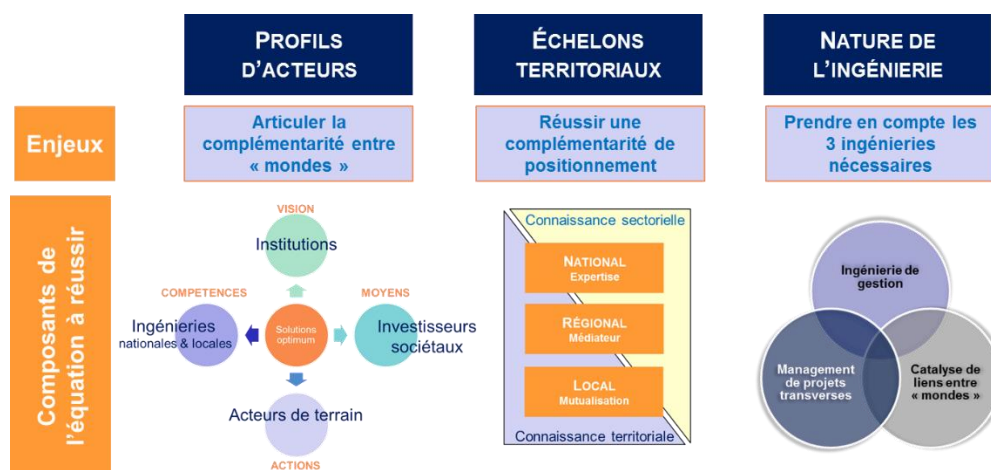 PROFILS
D'ACTEURS
ÉCHELONS
TERRITORIAUX
NATURE DE
L'INGÉNIERIE
Enjeux
Articuler la
complémentarité entre
« mondes »
Réussir une
complémentarité de
positionnement
Prendre en compte les
3 ingénieries
nécessaires
Composants de
l'équation à réussir
VISION
Institutions
COMPETENCES
Ingénieries
nationales & locales
Solutions
optimum
MOYENS
Investisseurs
sociétaux
Acteurs de terrain
ACTIONS
Connaissance sectorielle
NATIONAL
Expertise
RÉGIONAL
Médiateur
LOCAL
Mutualisation
Connaissance territoriale
Ingénierie de
gestion
Management
de projets
transverses
Catalyse de
liens entre
« mondes »